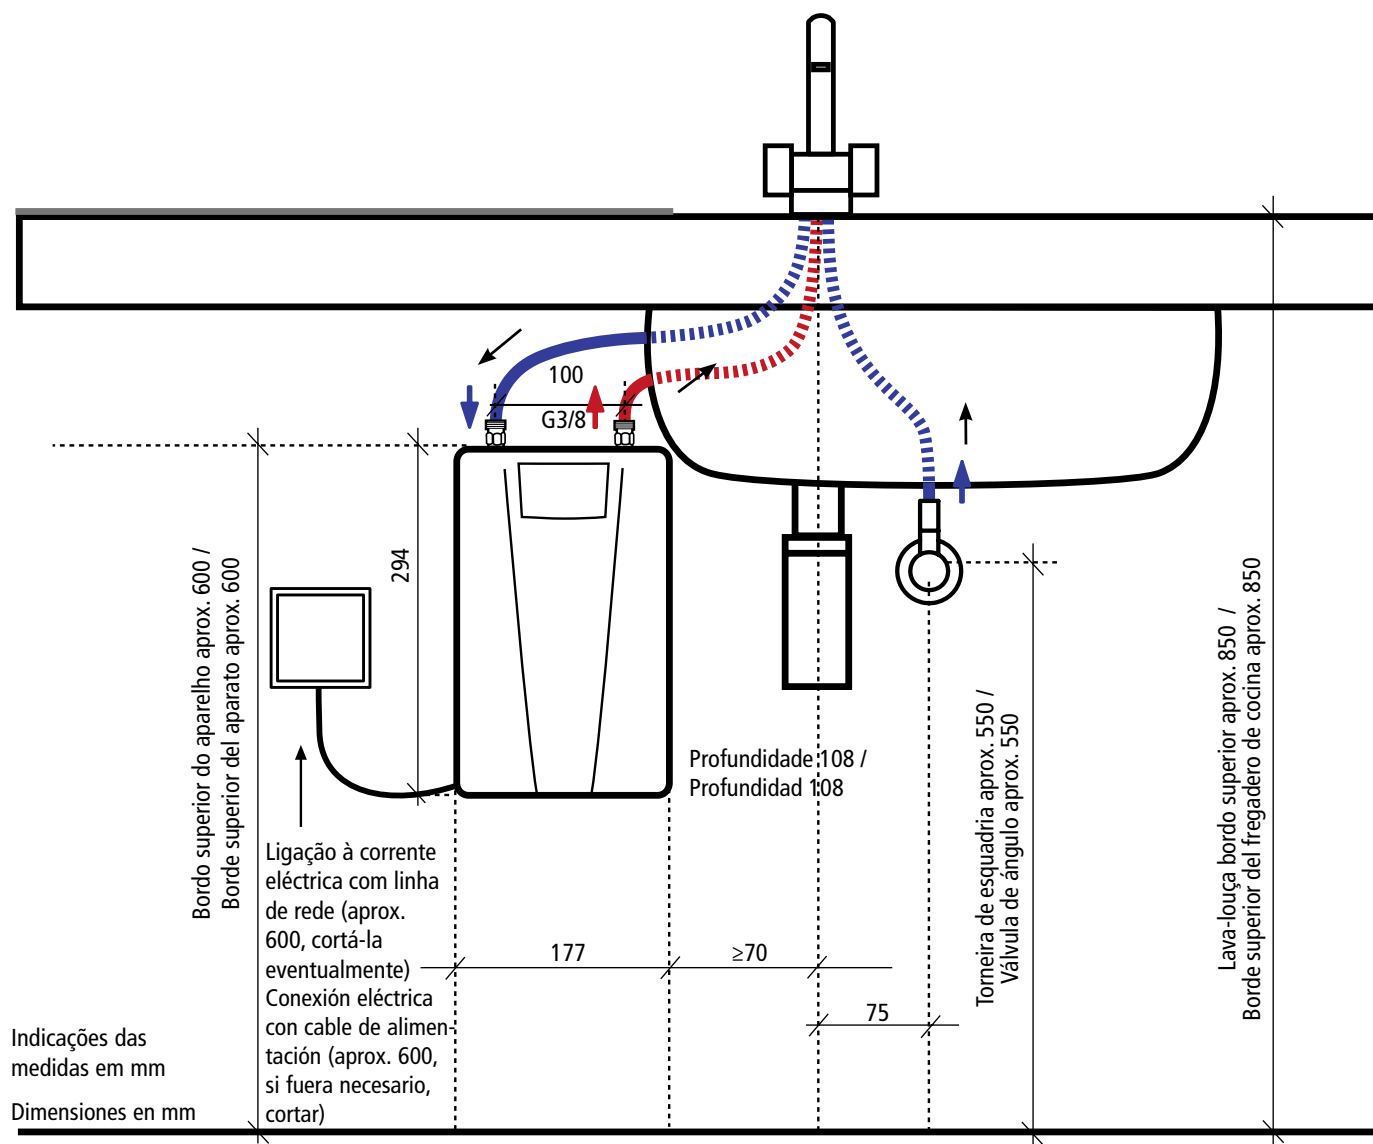 100
G3/8
294
Bordo superior do aparelho aprox. 600 /
Borde superior del aparato aprox. 600
Profundidade 108 /
Profundidad 108
Torneira de esquadria aprox. 550 /
Válvula de ángulo aprox. 550
Lava-louça bordo superior aprox. 850 /
Borde superior del fregadero de cocina aprox. 850
Ligação à corrente
eléctrica com linha
de rede (aprox.
600, cortá-la
eventualmente)
Conexión eléctrica
con cable de alimen-
tación (aprox. 600,
si fuera necesario,
cortar)
177
≥70
75
Indicações das
medidas em mm
Dimensiones en mm